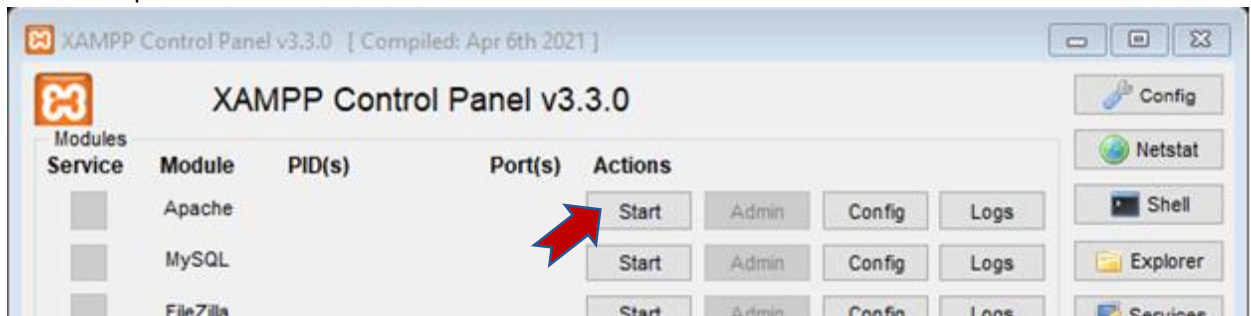 XAMPP Control Panel v3.3.0 [ Compiled: Apr 6th 2021 ]
XAMPP Control Panel v3.3.0
Config
Modules
Netstat
Service Module PID(s) Port(s) Actions
Apache Start Admin Config Logs Shell
MySQL Start Admin Config Logs Explorer
FileZilla Start Admin Config Logs Services